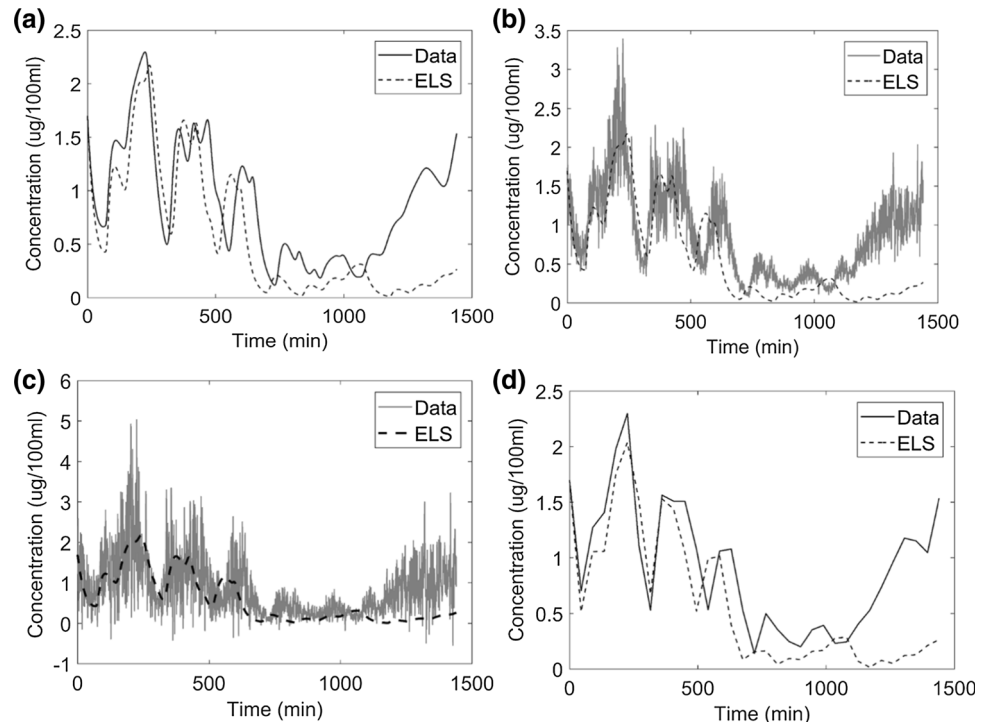 (a)
2.5
2
1.5
1
0.5
0
0
500
1000
1500
Concentration (ug/100ml)
Time (min)
Data
ELS
(b)
3.5
3
2.5
2
1.5
1
0.5
0
0
500
1000
1500
Concentration (ug/100ml)
Time (min)
Data
ELS
(c)
6
5
4
3
2
1
0
-1
0
500
1000
1500
Concentration (ug/100ml)
Time (min)
Data
ELS
(d)
2.5
2
1.5
1
0.5
0
0
500
1000
1500
Concentration (ug/100ml)
Time (min)
Data
ELS